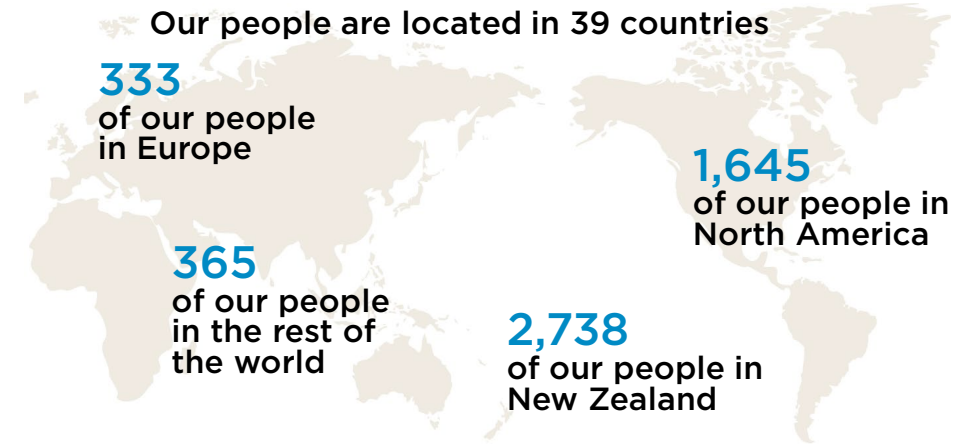 Our people are located in 39 countries
333
of our people
in Europe
1,645
of our people in
North America
365
of our people
in the rest of
the world
2,738
of our people in
New Zealand